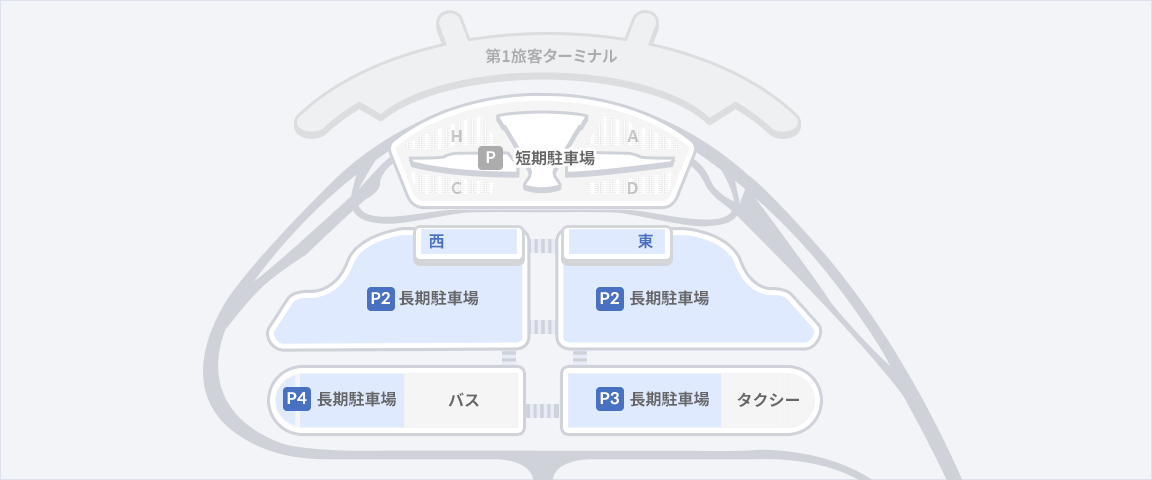 第1旅客ターミナル
H
A
P 短期駐車場
C
D
西
東
P2 長期駐車場
P2 長期駐車場
P4 長期駐車場
バス
P3 長期駐車場
タクシー